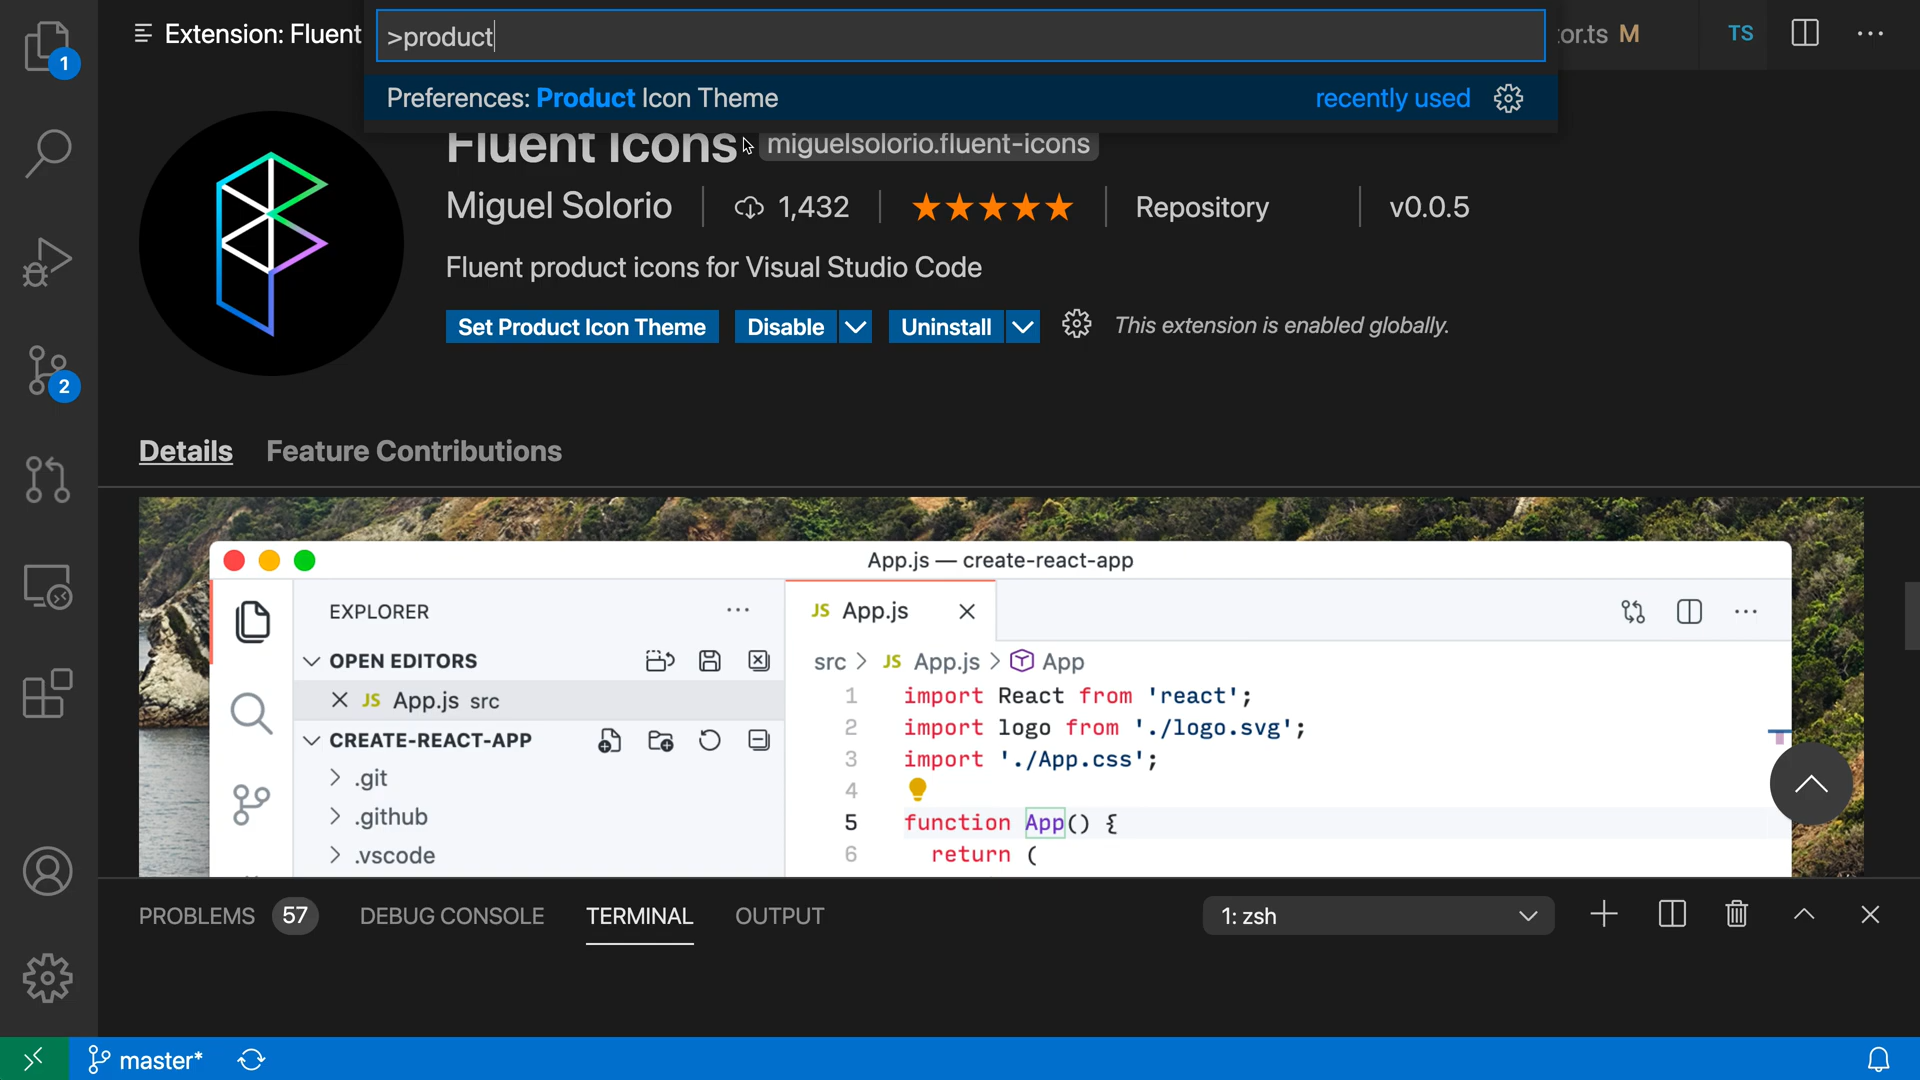 Extension: Fluent
>product
tor.ts M
TS
Preferences: Product Icon Theme
recently used
Fluent Icons
miguelsolorio.fluent-icons
Miguel Solorio
1,432
Repository
v0.0.5
Fluent product icons for Visual Studio Code
Set Product Icon Theme
Disable
Uninstall
This extension is enabled globally.
1
2
Details
Feature Contributions
App.js — create-react-app
EXPLORER
OPEN EDITORS
JS App.js src
CREATE-REACT-APP
.git
.github
.vscode
JS App.js
src > JS App.js > App
1 import React from 'react';
2 import logo from './logo.svg';
3 import './App.css';
4
5 function App() {
6 return (
PROBLEMS 57
DEBUG CONSOLE
TERMINAL
OUTPUT
1: zsh
master*